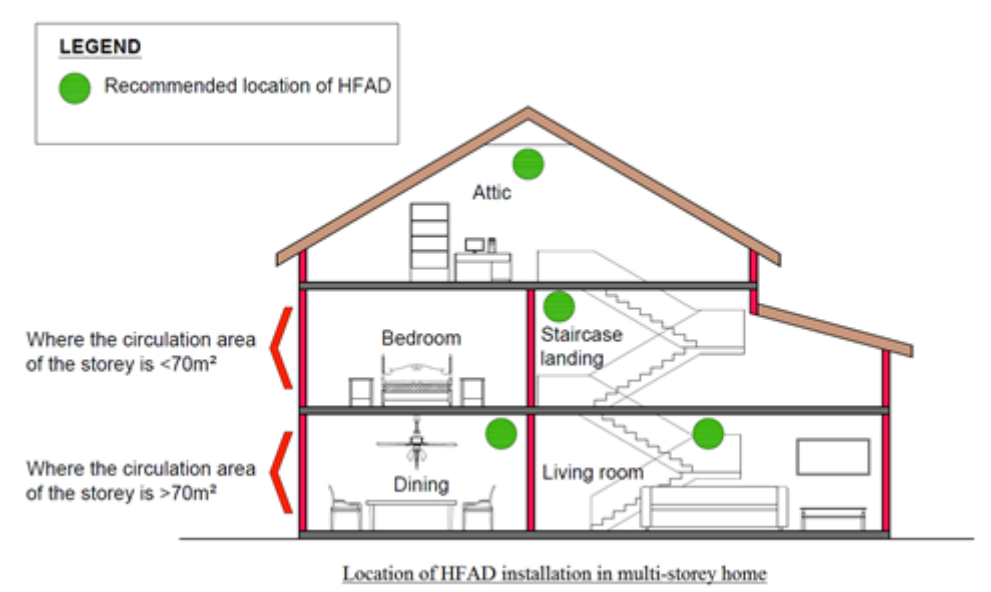 LEGEND
Recommended location of HFAD
Attic
Where the circulation area
of the storey is <70m²
Bedroom
Staircase
landing
Where the circulation area
of the storey is >70m²
Dining
Living room
Location of HFAD installation in multi-storey home